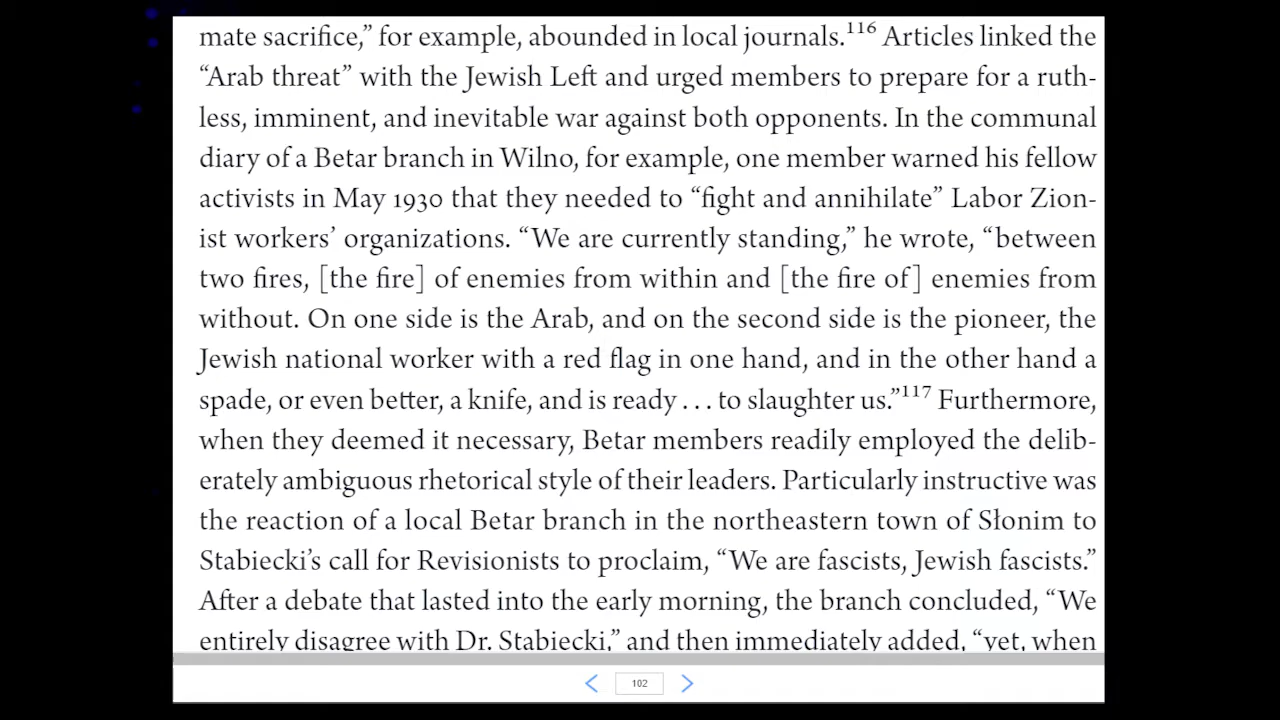 mate sacrifice,” for example, abounded in local journals.116 Articles linked the
“Arab threat” with the Jewish Left and urged members to prepare for a ruth-
less, imminent, and inevitable war against both opponents. In the communal
diary of a Betar branch in Wilno, for example, one member warned his fellow
activists in May 1930 that they needed to “fight and annihilate” Labor Zion-
ist workers’ organizations. “We are currently standing,” he wrote, “between
two fires, [the fire] of enemies from within and [the fire of] enemies from
without. On one side is the Arab, and on the second side is the pioneer, the
Jewish national worker with a red flag in one hand, and in the other hand a
spade, or even better, a knife, and is ready . . . to slaughter us.”117 Furthermore,
when they deemed it necessary, Betar members readily employed the delib-
erately ambiguous rhetorical style of their leaders. Particularly instructive was
the reaction of a local Betar branch in the northeastern town of Słonim to
Stabiecki’s call for Revisionists to proclaim, “We are fascists, Jewish fascists.”
After a debate that lasted into the early morning, the branch concluded, “We
entirely disagree with Dr. Stabiecki,” and then immediately added, “yet, when
102